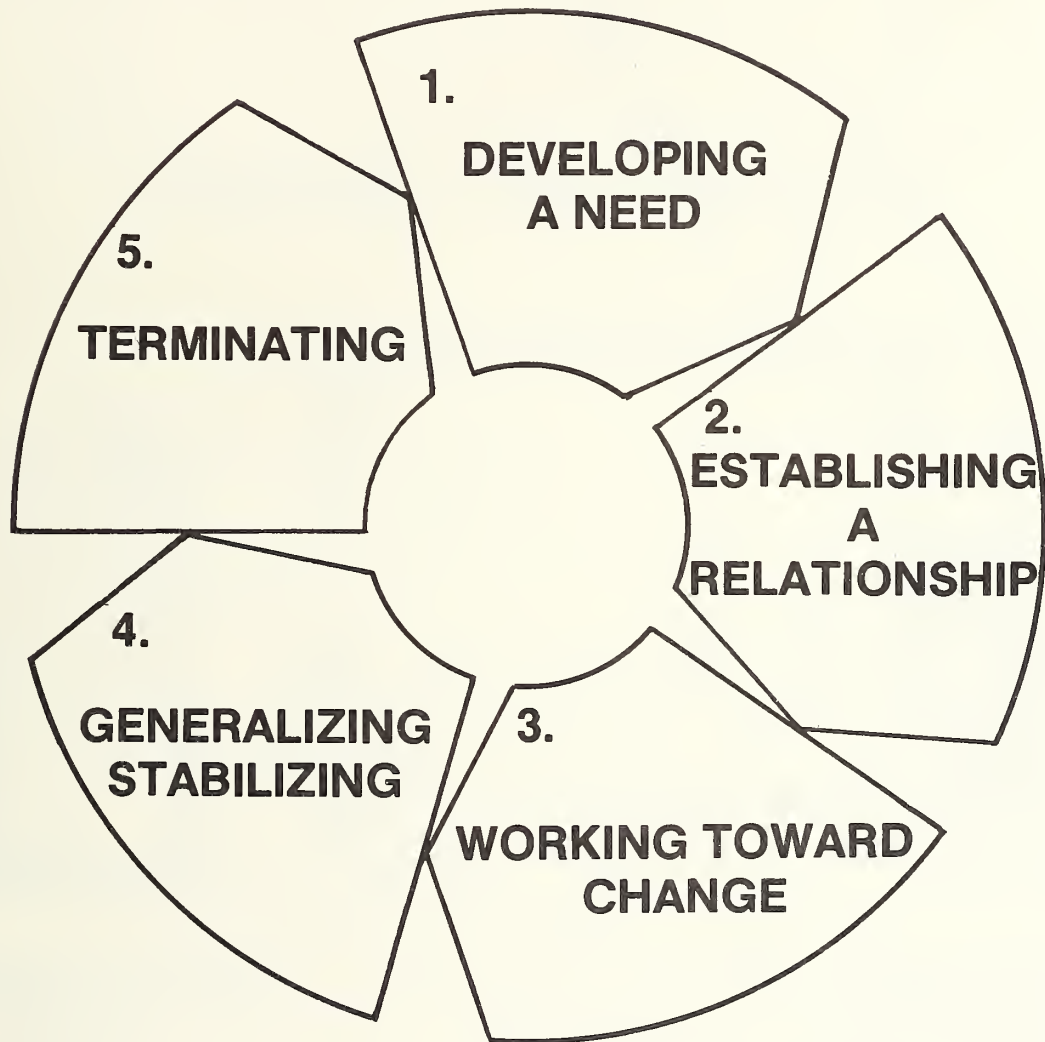 1.
DEVELOPING
A NEED
2.
ESTABLISHING
A
RELATIONSHIP
3.
WORKING TOWARD
CHANGE
4.
GENERALIZING
STABILIZING
5.
TERMINATING